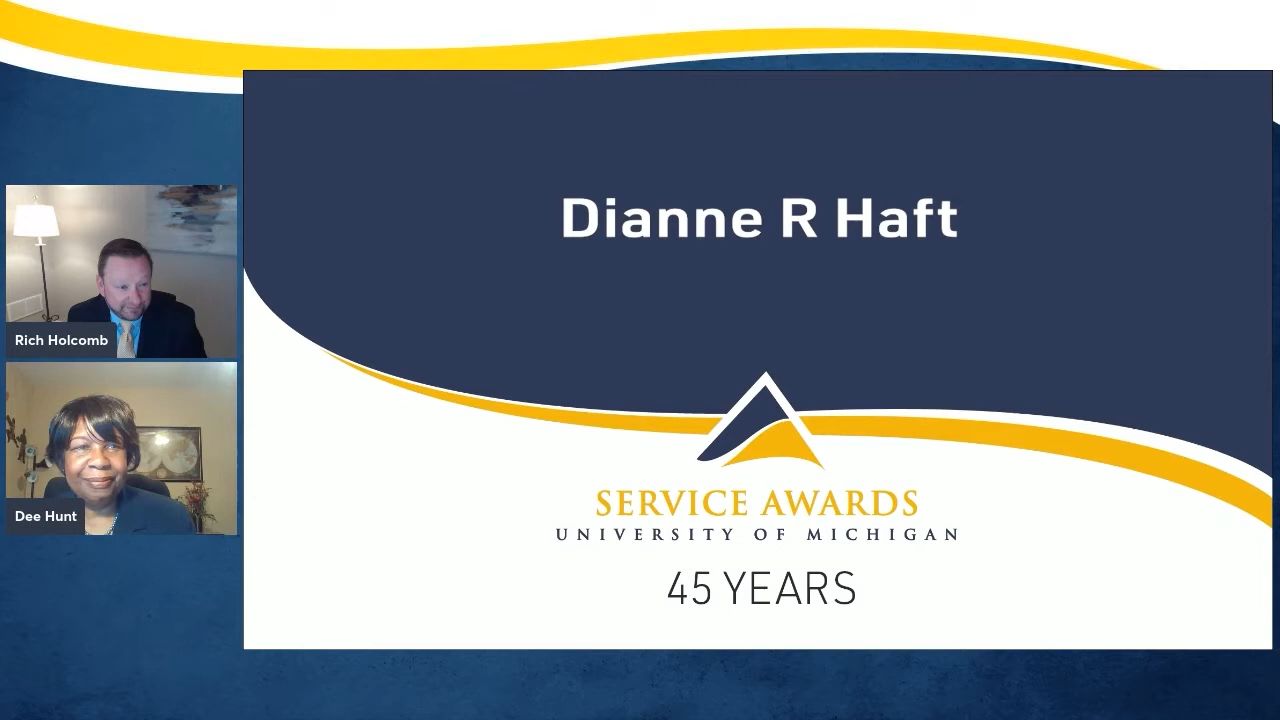 Dianne R Haft
Rich Holcomb
Dee Hunt
SERVICE AWARDS
UNIVERSITY OF MICHIGAN
45 YEARS